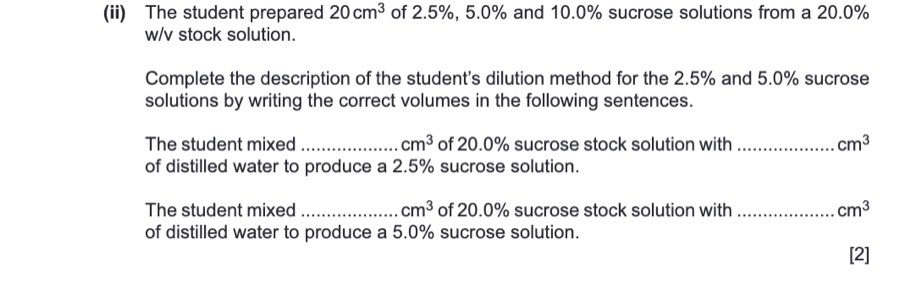 (ii) The student prepared 20 cm³ of 2.5%, 5.0% and 10.0% sucrose solutions from a 20.0%
w/v stock solution.
Complete the description of the student's dilution method for the 2.5% and 5.0% sucrose
solutions by writing the correct volumes in the following sentences.
The student mixed ................... cm³ of 20.0% sucrose stock solution with ................... cm³
of distilled water to produce a 2.5% sucrose solution.
The student mixed ................... cm³ of 20.0% sucrose stock solution with ................... cm³
of distilled water to produce a 5.0% sucrose solution.
[2]